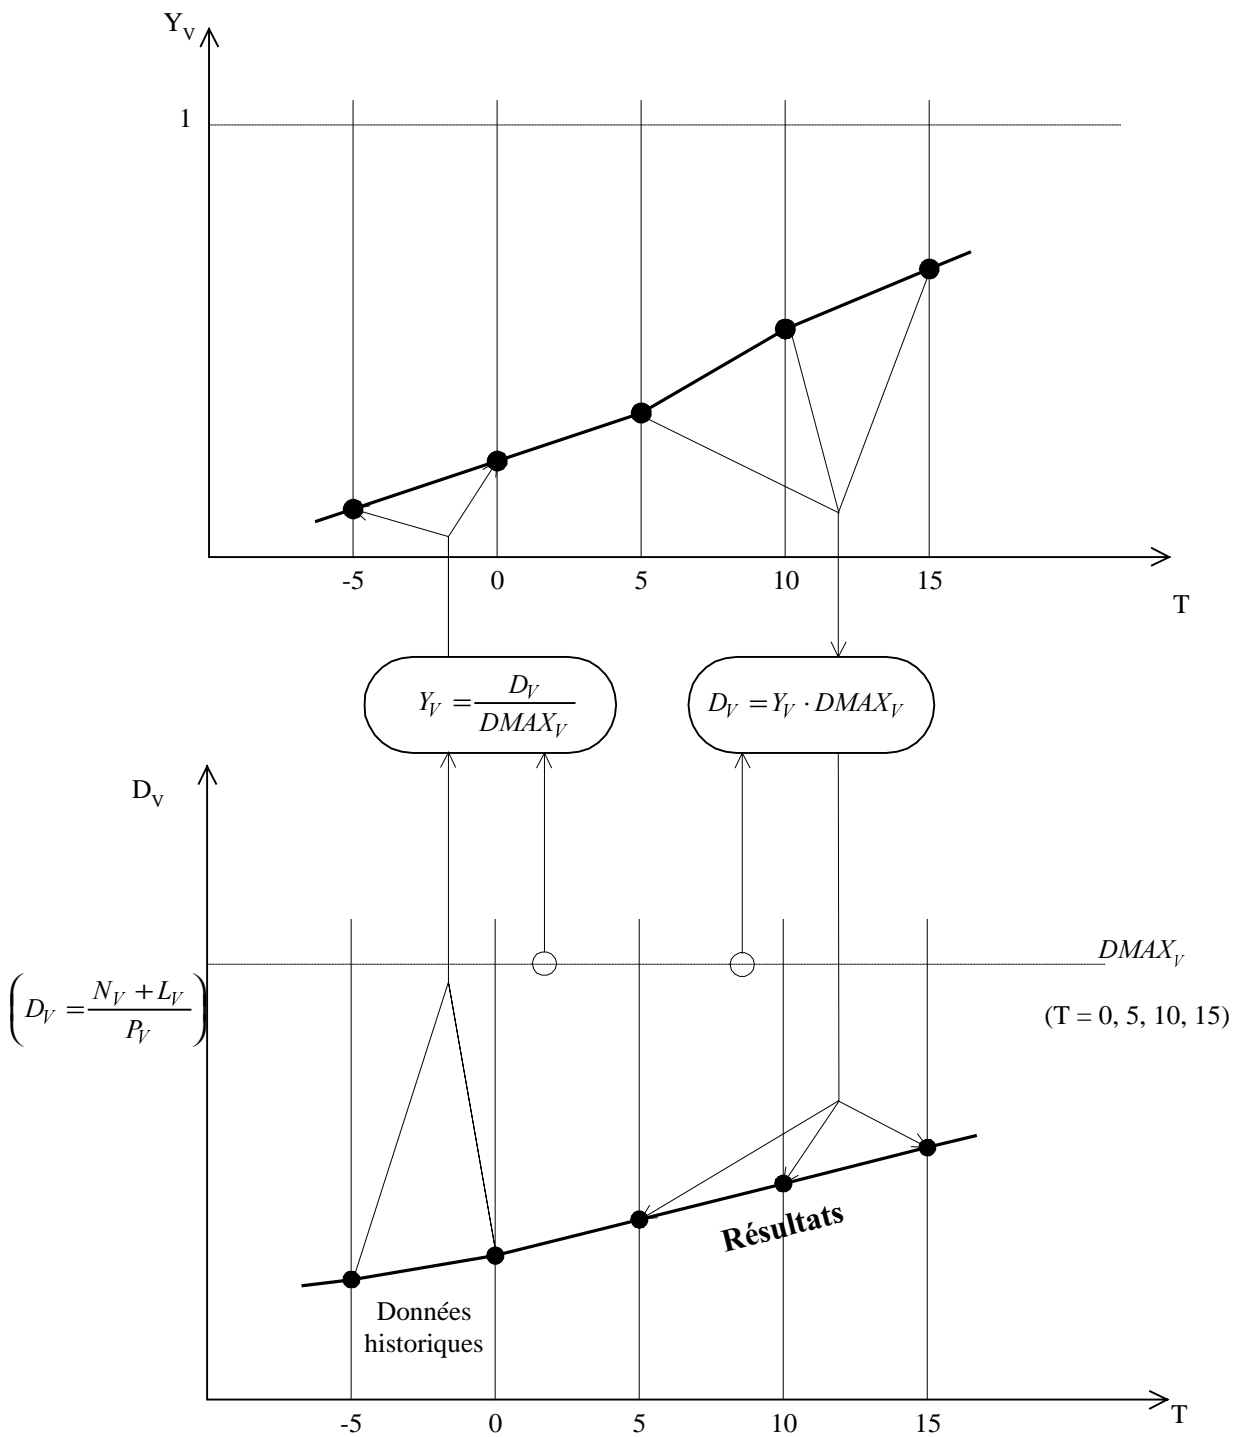 Y_V
1
-5 0 5 10 15
T
Y_V = D_V / DMAX_V
D_V = Y_V · DMAX_V
D_V
DMAX_V
(D_V = (N_V + L_V) / P_V)
(T = 0, 5, 10, 15)
Résultats
Données
historiques
-5 0 5 10 15
T